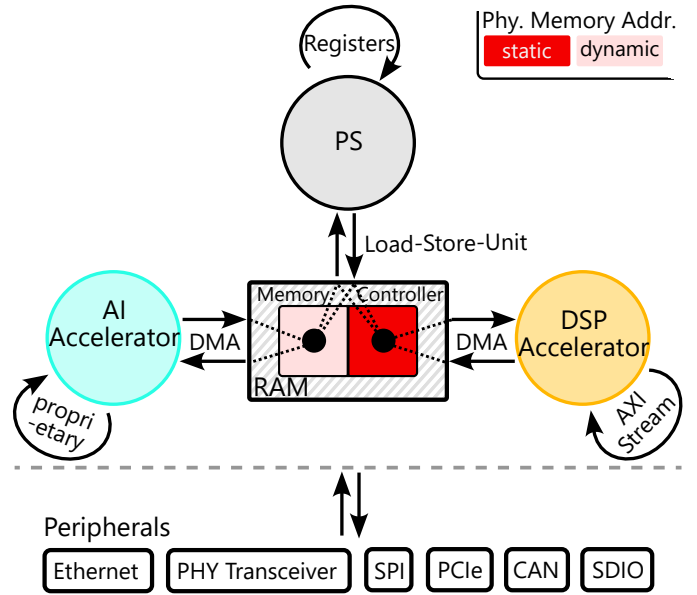 Registers
Phy. Memory Addr.
static
dynamic
PS
Load-Store-Unit
Memory Controller
AI
Accelerator
DMA
RAM
DMA
DSP
Accelerator
propri
-etary
AXI
Stream
Peripherals
Ethernet
PHY Transceiver
SPI
PCIe
CAN
SDIO